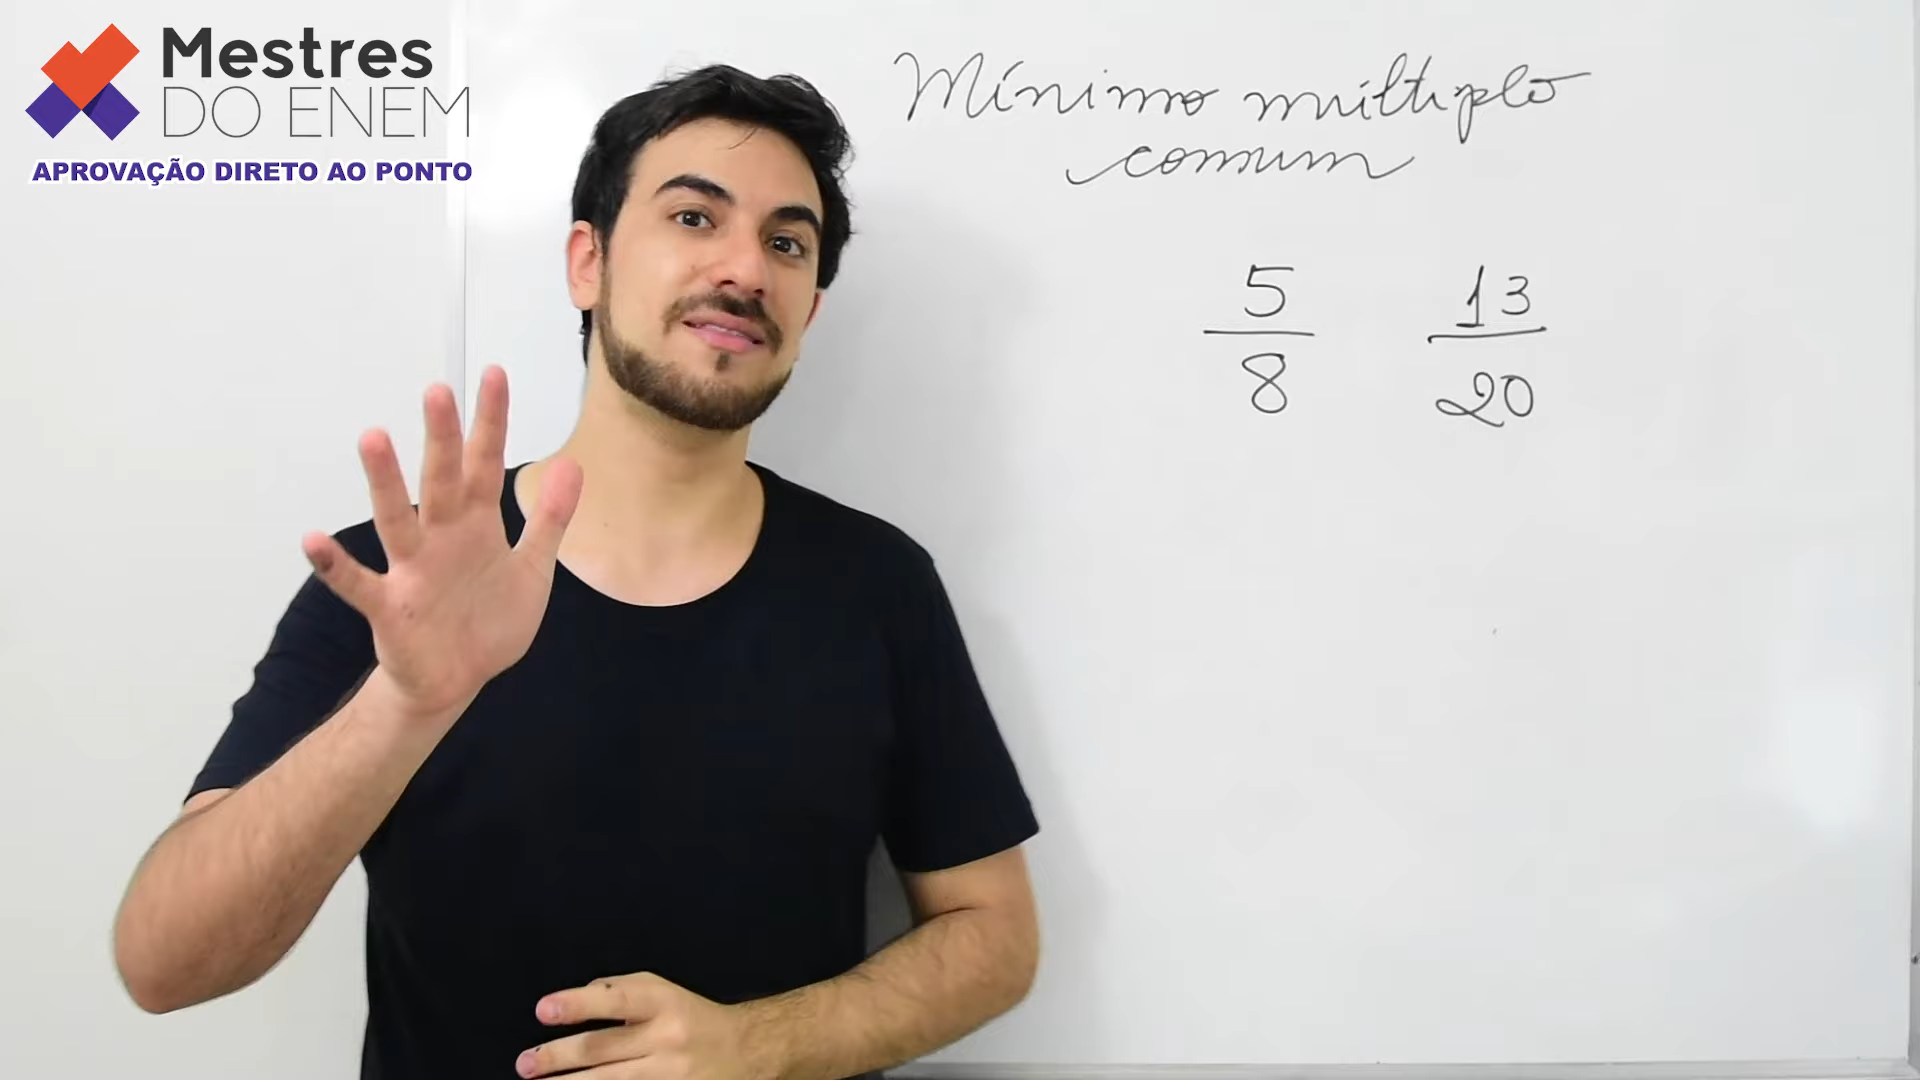 Mestres
DO ENEM
APROVAÇÃO DIRETO AO PONTO
Mínimo múltiplo
comum
5 13
8 20